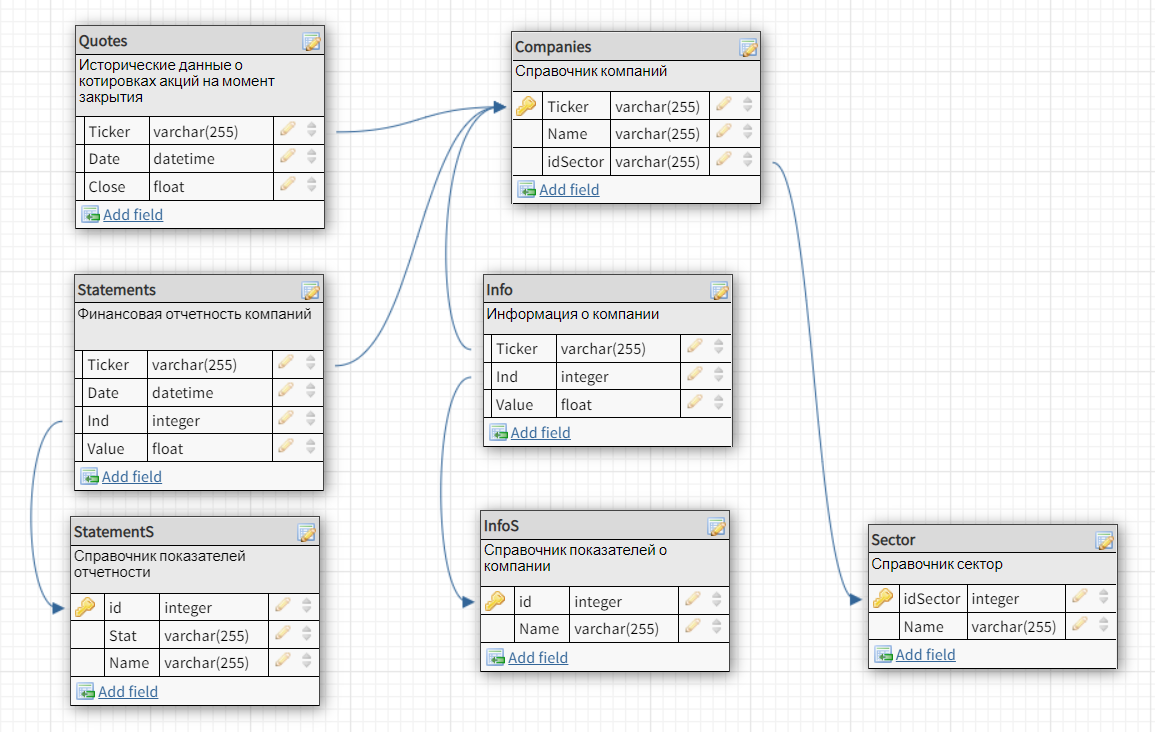 Quotes
Исторические данные о
котировках акций на момент
закрытия
Ticker varchar(255)
Date datetime
Close float
Add field
Companies
Справочник компаний
Ticker varchar(255)
Name varchar(255)
idSector varchar(255)
Add field
Statements
Финансовая отчетность компаний
Ticker varchar(255)
Date datetime
Ind integer
Value float
Add field
Info
Информация о компании
Ticker varchar(255)
Ind integer
Value float
Add field
StatementS
Справочник показателей
отчетности
id integer
Stat varchar(255)
Name varchar(255)
Add field
InfoS
Справочник показателей о
компании
id integer
Name varchar(255)
Add field
Sector
Справочник сектор
idSector integer
Name varchar(255)
Add field